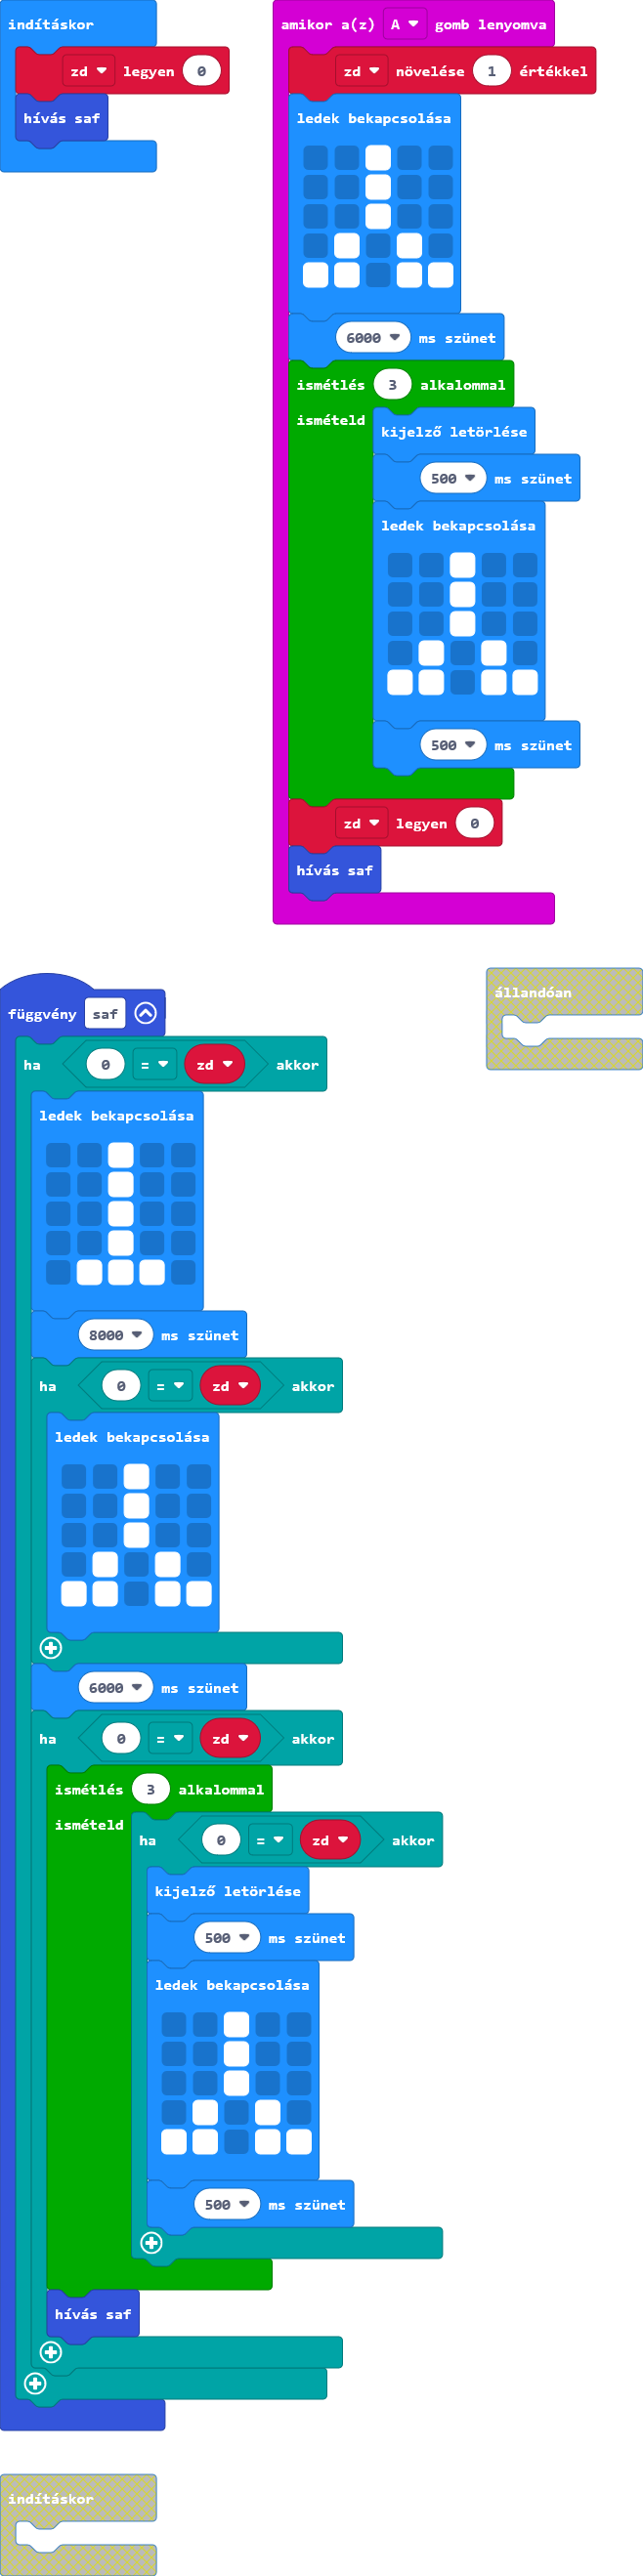 indításkor
zd legyen 0
hívás saf
amikor a(z) A gomb lenyomva
zd növelése 1 értékkel
ledek bekapcsolása
6000 ms szünet
ismétlés 3 alkalommal
ismételd
kijelző letörlése
500 ms szünet
ledek bekapcsolása
500 ms szünet
zd legyen 0
hívás saf
függvény saf
állandóan
ha 0 = zd akkor
ledek bekapcsolása
8000 ms szünet
ha 0 = zd akkor
ledek bekapcsolása
6000 ms szünet
ha 0 = zd akkor
ismétlés 3 alkalommal
ismételd
ha 0 = zd akkor
kijelző letörlése
500 ms szünet
ledek bekapcsolása
500 ms szünet
hívás saf
indításkor